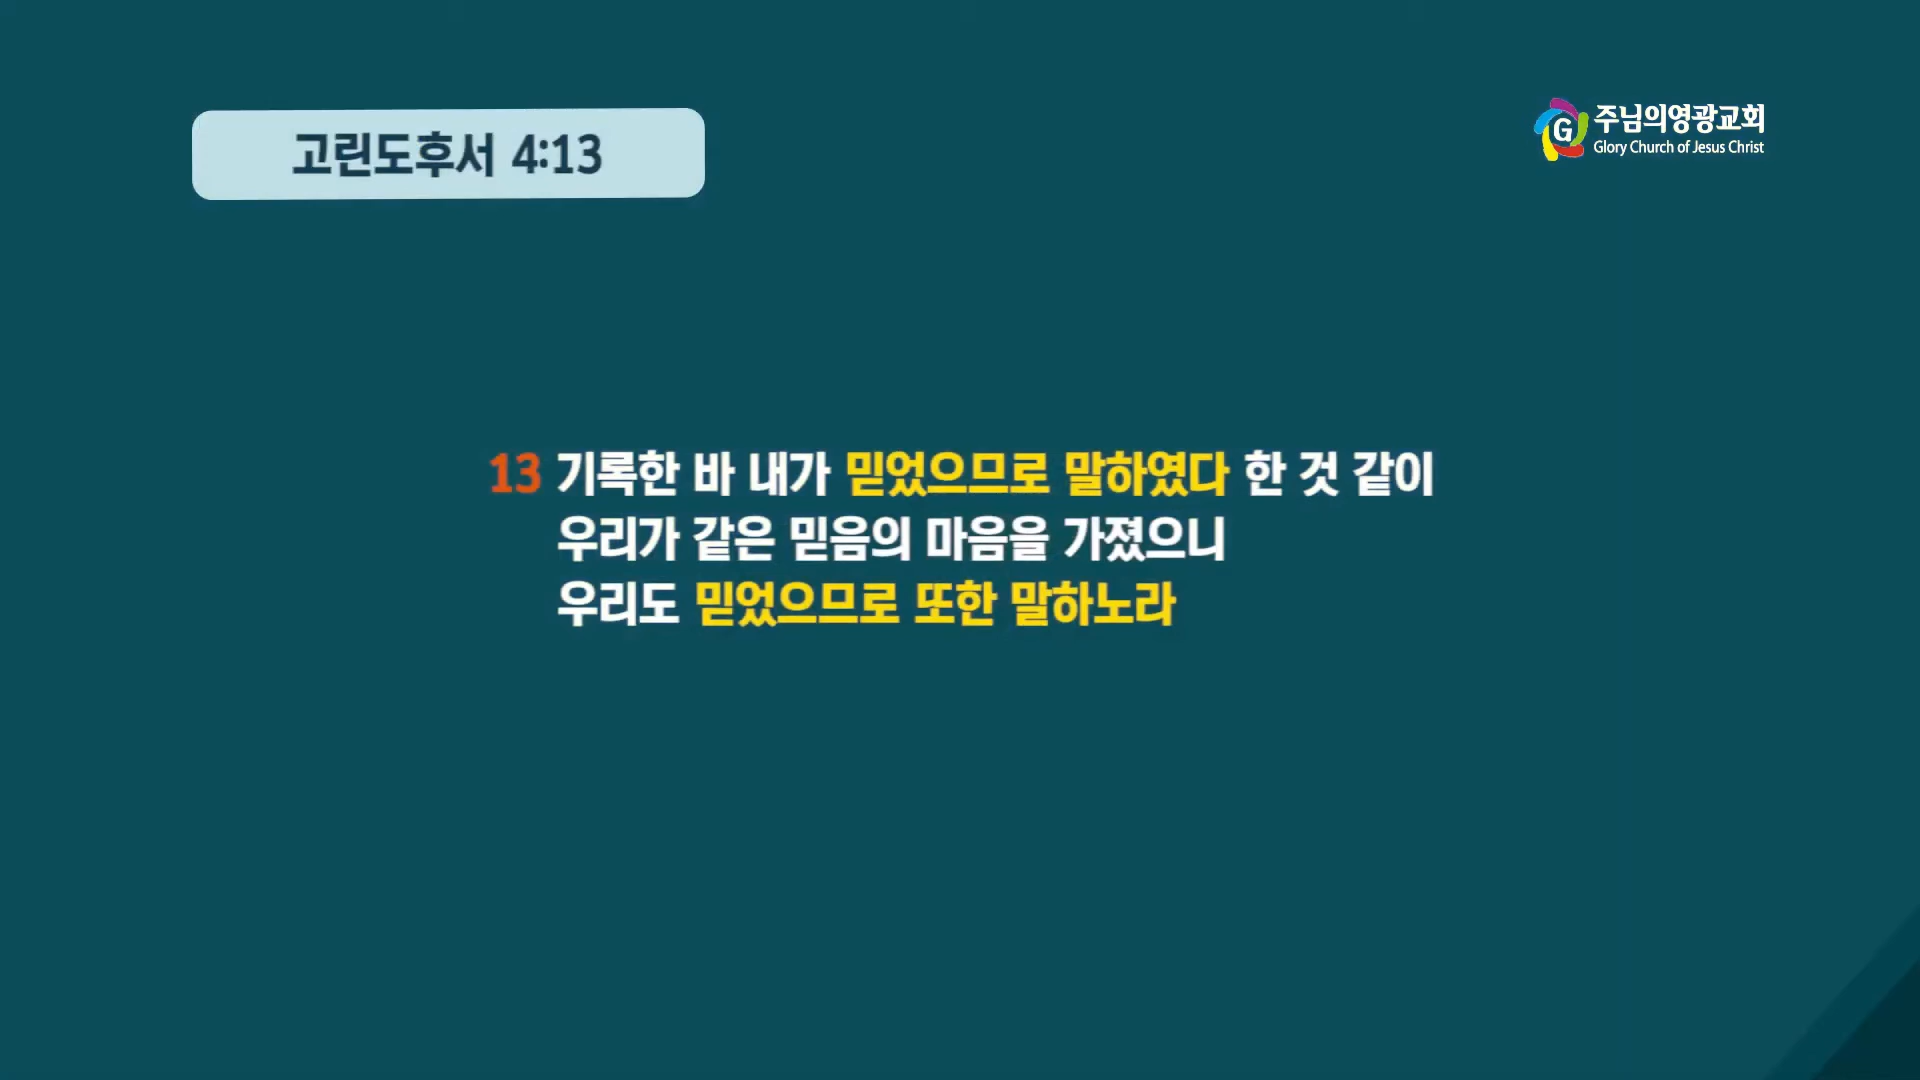 고린도후서 4:13
G 주님의영광교회
Glory Church of Jesus Christ
13 기록한 바 내가 믿었으므로 말하였다 한 것 같이
우리가 같은 믿음의 마음을 가졌으니
우리도 믿었으므로 또한 말하노라